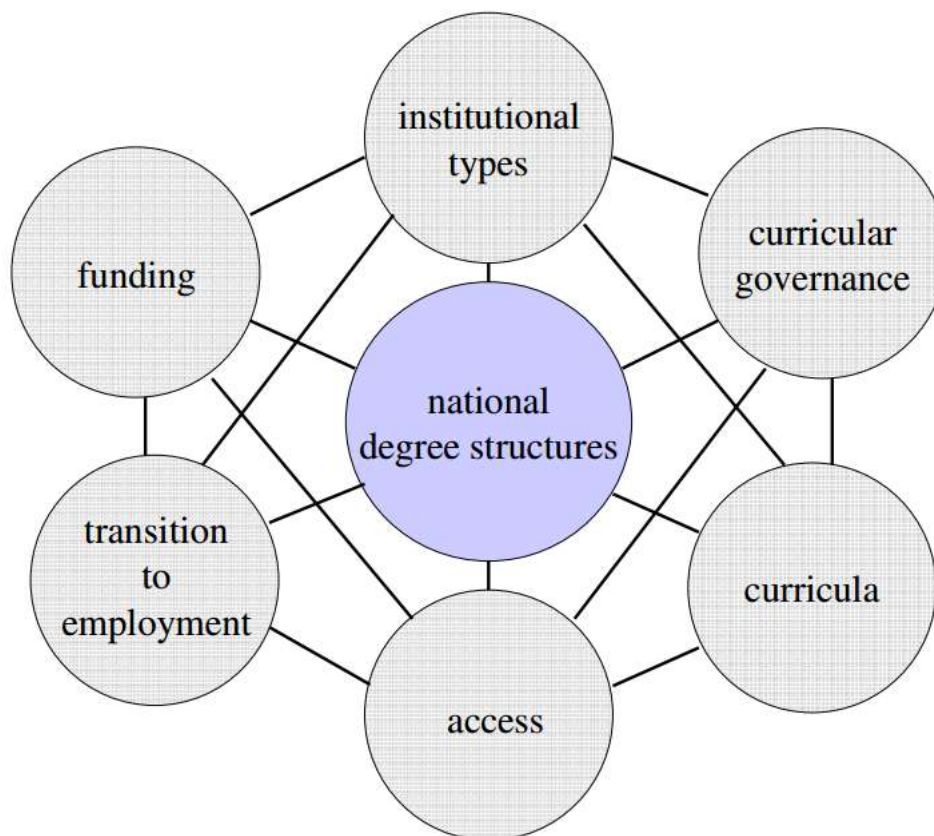 institutional
types
curricular
governance
funding
national
degree structures
transition
to
employment
curricula
access